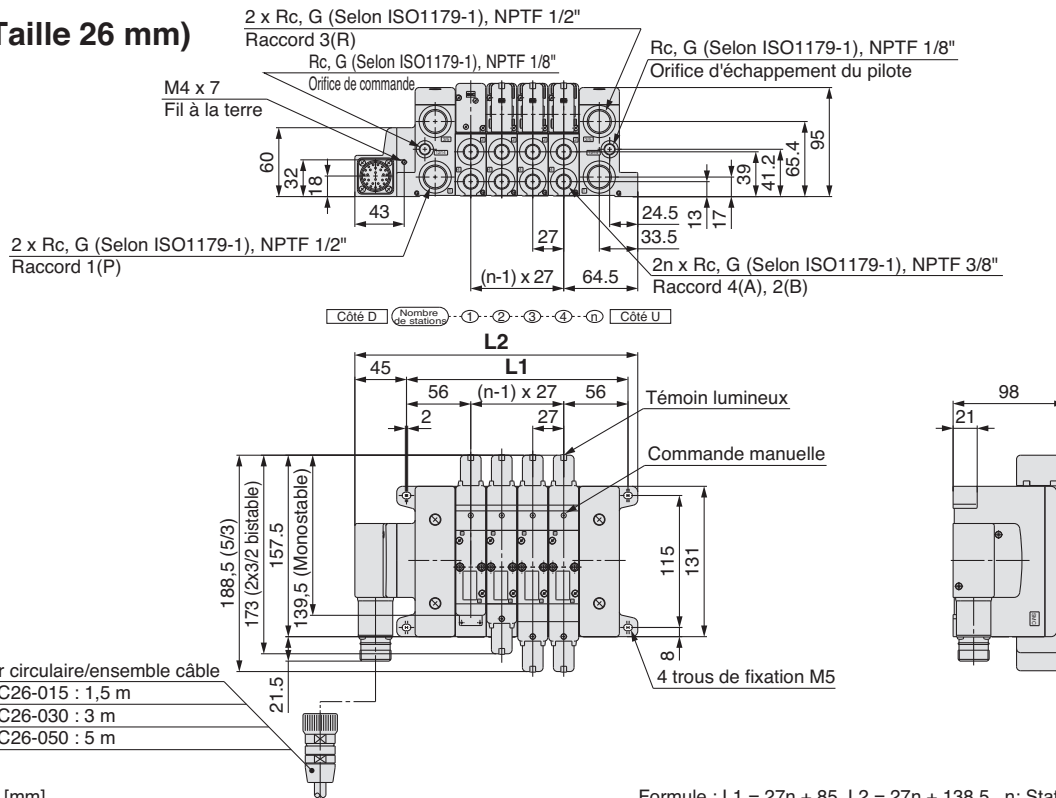 Taille 26 mm)
2 x Rc, G (Selon ISO1179-1), NPTF 1/2"
Raccord 3(R)
Rc, G (Selon ISO1179-1), NPTF 1/8"
Orifice de commande
M4 x 7
Fil à la terre
Rc, G (Selon ISO1179-1), NPTF 1/8"
Orifice d'échappement du pilote
60
32
18
43
95
65.4
41.2
39
17
13
24.5
33.5
27
(n-1) x 27
64.5
2 x Rc, G (Selon ISO1179-1), NPTF 1/2"
Raccord 1(P)
2n x Rc, G (Selon ISO1179-1), NPTF 3/8"
Raccord 4(A), 2(B)
Côté D
Nombre de stations
1
2
3
4
n
Côté U
L2
45
L1
56
(n-1) x 27
56
2
27
Témoin lumineux
Commande manuelle
98
21
188,5 (5/3)
173 (2x3/2 bistable)
157.5
139,5 (Monostable)
115
131
8
21.5
4 trous de fixation M5
r circulaire/ensemble câble
C26-015 : 1,5 m
C26-030 : 3 m
C26-050 : 5 m
[mm]
Formule : L1 = 27n + 85, L2 = 27n + 138.5 n: Stat